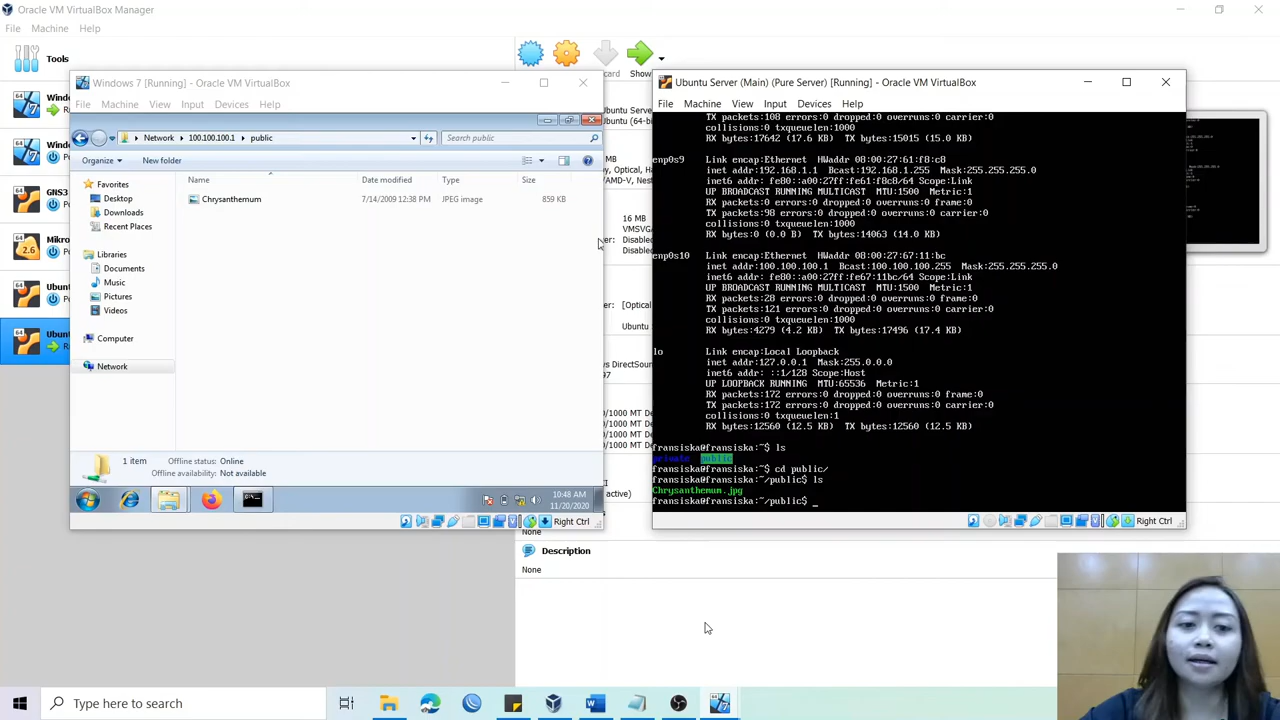 Oracle VM VirtualBox Manager
File Machine Help
Tools
Show
Windows 7 [Running] - Oracle VM VirtualBox
File Machine View Input Devices Help
Network 100.100.100.1 public
Search public
Organize New folder
Favorites
Desktop
Downloads
Recent Places
Libraries
Documents
Music
Pictures
Videos
Computer
Network
Name Date modified Type Size
Chrysanthemum 7/14/2009 12:38 PM JPEG image 859 KB
1 item Offline status: Online
Offline availability: Not available
10:48 AM
11/20/2020
Right Ctrl
GNS3
16 MB
[Optical
Ubuntu
Description
None
Ubuntu Server (Main) (Pure Server) [Running] - Oracle VM VirtualBox
File Machine View Input Devices Help
TX packets:108 errors:0 dropped:0 overruns:0 carrier:0
collisions:0 txqueuelen:1000
RX bytes:17642 (17.6 KB) TX bytes:15015 (15.0 KB)
enp0s9 Link encap:Ethernet HWaddr 08:00:27:61:f8:c8
inet addr:192.168.1.1 Bcast:192.168.1.255 Mask:255.255.255.0
inet6 addr: fe80::a00:27ff:fe61:f8c8/64 Scope:Link
UP BROADCAST RUNNING MULTICAST MTU:1500 Metric:1
RX packets:0 errors:0 dropped:0 overruns:0 frame:0
TX packets:98 errors:0 dropped:0 overruns:0 carrier:0
collisions:0 txqueuelen:1000
RX bytes:0 (0.0 B) TX bytes:14063 (14.0 KB)
enp0s10 Link encap:Ethernet HWaddr 08:00:27:67:11:bc
inet addr:100.100.100.1 Bcast:100.100.100.255 Mask:255.255.255.0
inet6 addr: fe80::a00:27ff:fe67:11bc/64 Scope:Link
UP BROADCAST RUNNING MULTICAST MTU:1500 Metric:1
RX packets:28 errors:0 dropped:0 overruns:0 frame:0
TX packets:121 errors:0 dropped:0 overruns:0 carrier:0
collisions:0 txqueuelen:1000
RX bytes:4279 (4.2 KB) TX bytes:17496 (17.4 KB)
lo Link encap:Local Loopback
inet addr:127.0.0.1 Mask:255.0.0.0
inet6 addr: ::1/128 Scope:Host
UP LOOPBACK RUNNING MTU:65536 Metric:1
RX packets:172 errors:0 dropped:0 overruns:0 frame:0
TX packets:172 errors:0 dropped:0 overruns:0 carrier:0
collisions:0 txqueuelen:1
RX bytes:12560 (12.5 KB) TX bytes:12560 (12.5 KB)
fransiska@fransiska:~$ ls
private public
fransiska@fransiska:~$ cd public/
fransiska@fransiska:~/public$ ls
Chrysanthemum.jpg
fransiska@fransiska:~/public$ _
Right Ctrl
Type here to search